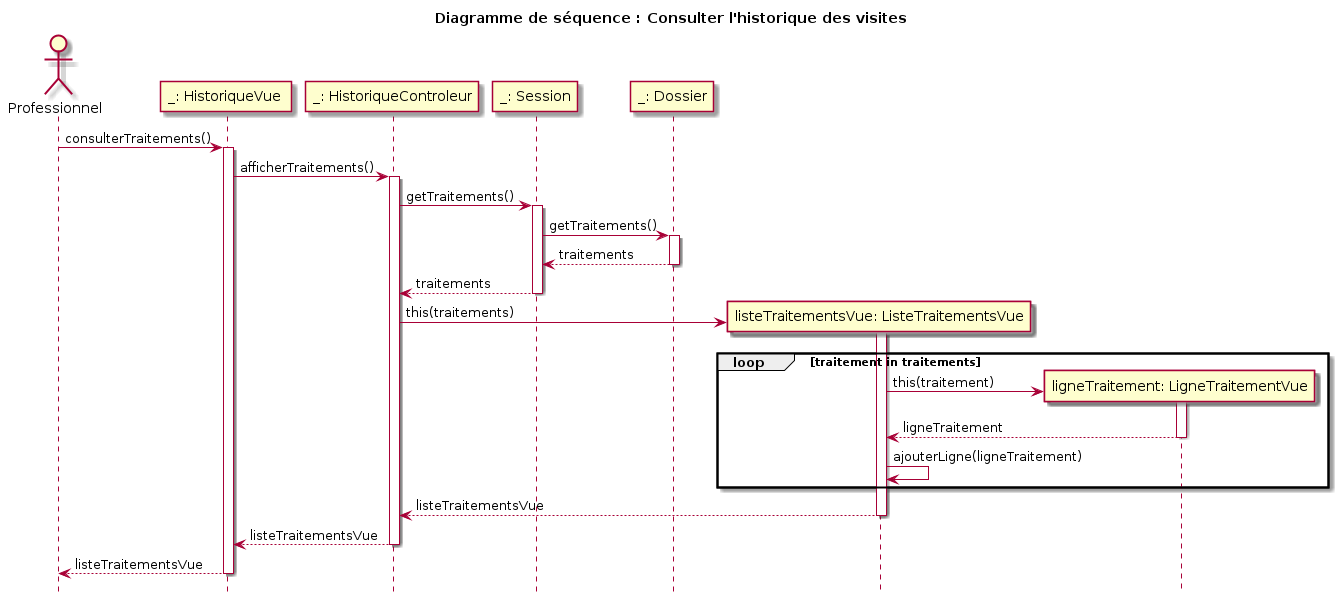 Diagramme de séquence : Consulter l'historique des visites
Professionnel
_: HistoriqueVue
_: HistoriqueControleur
_: Session
_: Dossier
consulterTraitements()
afficherTraitements()
getTraitements()
getTraitements()
traitements
traitements
this(traitements)
listeTraitementsVue: ListeTraitementsVue
loop
[traitement in traitements]
this(traitement)
ligneTraitement: LigneTraitementVue
ligneTraitement
ajouterLigne(ligneTraitement)
listeTraitementsVue
listeTraitementsVue
listeTraitementsVue